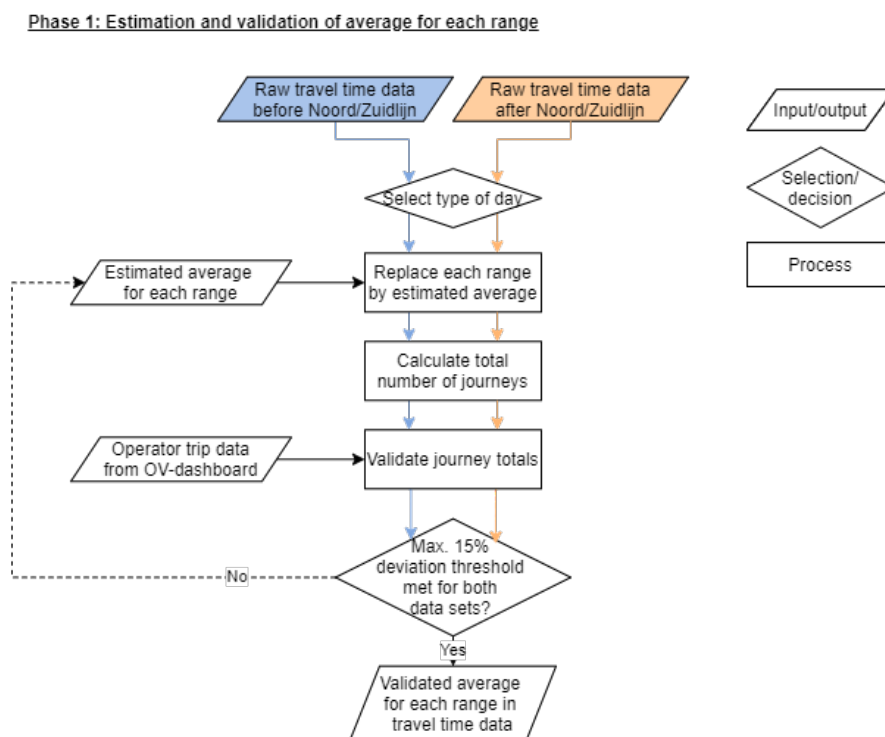 Phase 1: Estimation and validation of average for each range
Raw travel time data
before Noord/Zuidlijn
Raw travel time data
after Noord/Zuidlijn
Input/output
Select type of day
Selection/
decision
Estimated average
for each range
Replace each range
by estimated average
Process
Calculate total
number of journeys
Operator trip data
from OV-dashboard
Validate journey totals
Max. 15%
deviation threshold
met for both
data sets?
No
Yes
Validated average
for each range in
travel time data